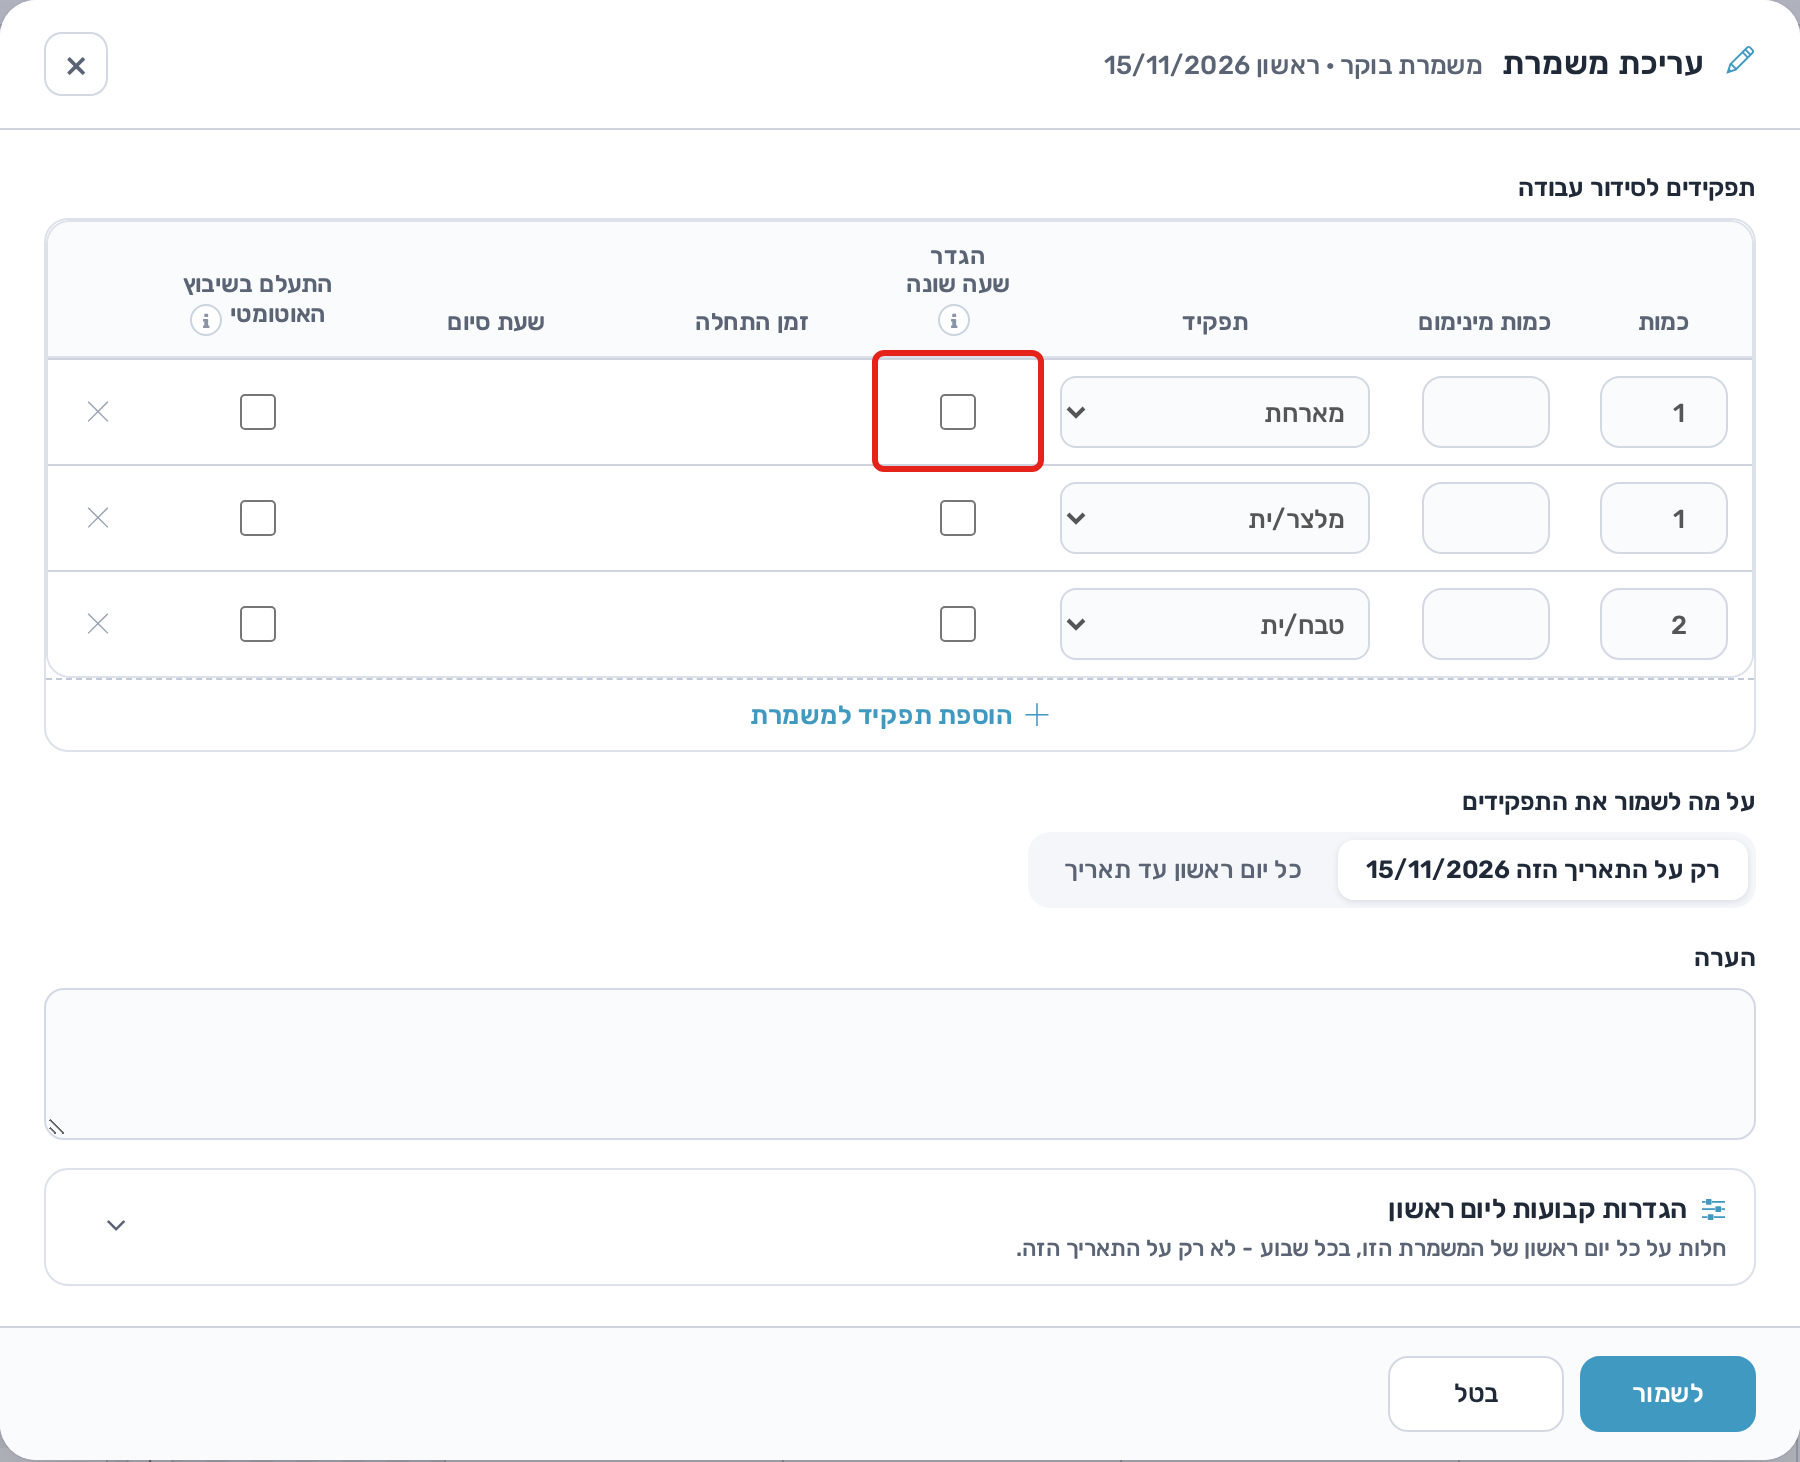 עריכת משמרת משמרת בוקר • ראשון 15/11/2026
תפקידים לסידור עבודה
כמות
כמות מינימום
תפקיד
הגדר
שעה שונה
זמן התחלה
שעת סיום
התעלם בשיבוץ
האוטומטי
1 מארחת
1 מלצר/ית
2 טבח/ית
הוספת תפקיד למשמרת
על מה לשמור את התפקידים
רק על התאריך הזה 15/11/2026
כל יום ראשון עד תאריך
הערה
הגדרות קבועות ליום ראשון
חלות על כל יום ראשון של המשמרת הזו, בכל שבוע - לא רק על התאריך הזה.
לשמור
בטל